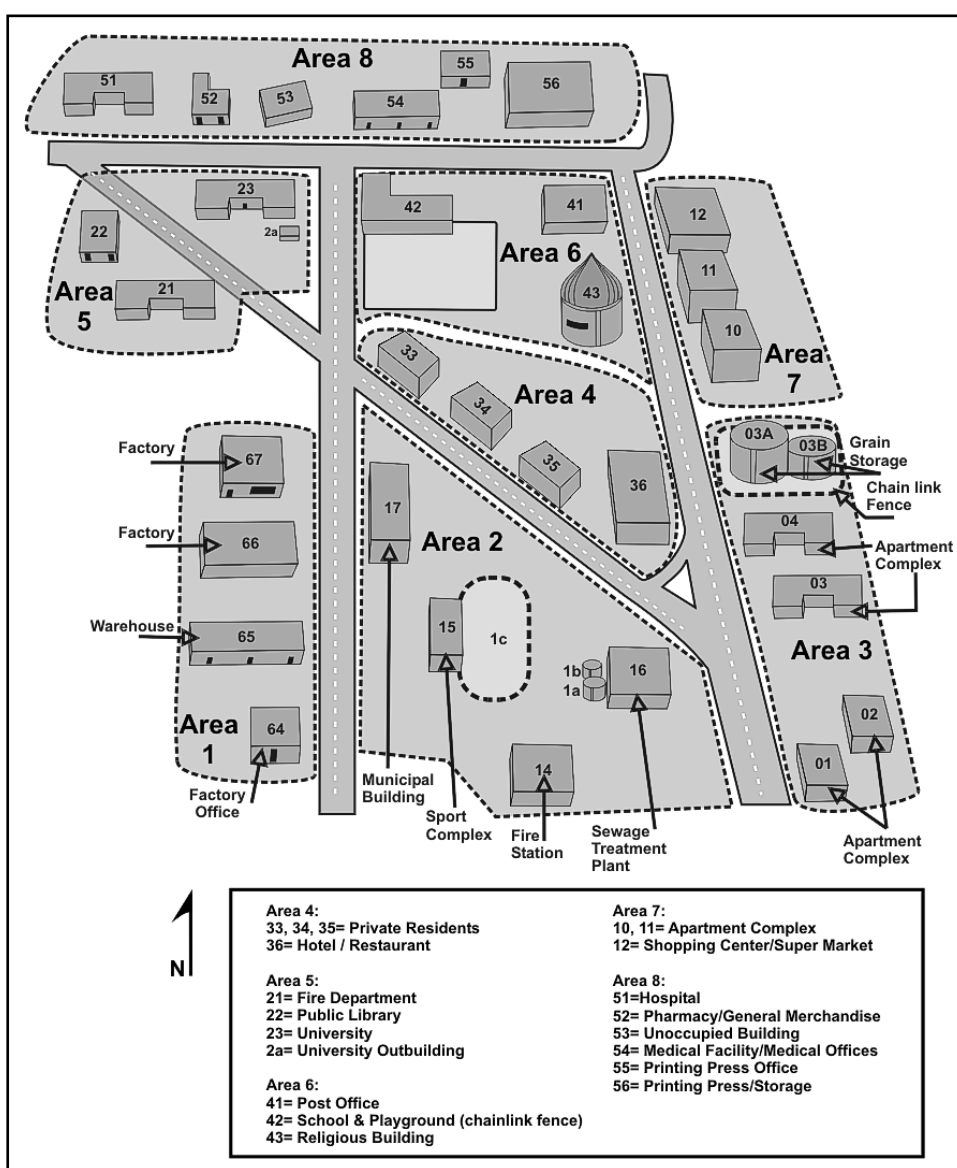 Area 8
51
52
53
54
55
56
23
2a
22
21
Area
5
42
41
Area 6
43
12
11
10
Area
7
33
34
35
Area 4
36
03A
03B
Grain
Storage
Chain link
Fence
04
Apartment
Complex
03
Area 3
02
01
Apartment
Complex
Factory
67
Factory
66
Warehouse
65
Area
1
64
Factory
Office
17
Area 2
15
1c
1b
1a
16
14
Municipal
Building
Sport
Complex
Fire
Station
Sewage
Treatment
Plant
N
Area 4:
33, 34, 35= Private Residents
36= Hotel / Restaurant
Area 5:
21= Fire Department
22= Public Library
23= University
2a= University Outbuilding
Area 6:
41= Post Office
42= School & Playground (chainlink fence)
43= Religious Building
Area 7:
10, 11= Apartment Complex
12= Shopping Center/Super Market
Area 8:
51=Hospital
52= Pharmacy/General Merchandise
53= Unoccupied Building
54= Medical Facility/Medical Offices
55= Printing Press Office
56= Printing Press/Storage